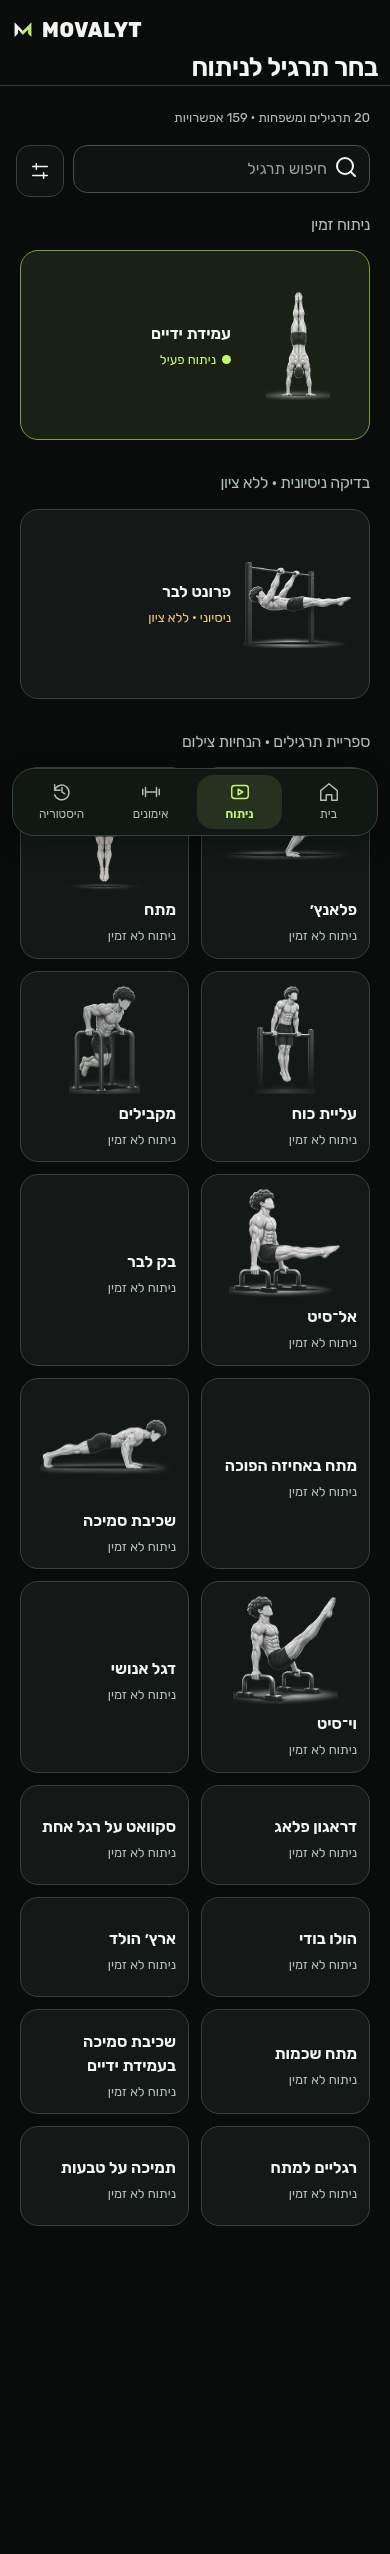 MOVALYT
בחר תרגיל לניתוח
20 תרגילים ומשפחות • 159 אפשרויות
חיפוש תרגיל
ניתוח זמין
עמידת ידיים
ניתוח פעיל
בדיקה ניסיונית • ללא ציון
פרונט לבר
ניסיוני • ללא ציון
ספריית תרגילים • הנחיות צילום
בית
ניתוח
אימונים
היסטוריה
פלאנץ׳
ניתוח לא זמין
מתח
ניתוח לא זמין
עליית כוח
ניתוח לא זמין
מקבילים
ניתוח לא זמין
אל־סיט
ניתוח לא זמין
בק לבר
ניתוח לא זמין
מתח באחיזה הפוכה
ניתוח לא זמין
שכיבת סמיכה
ניתוח לא זמין
וי־סיט
ניתוח לא זמין
דגל אנושי
ניתוח לא זמין
דראגון פלאג
ניתוח לא זמין
סקוואט על רגל אחת
ניתוח לא זמין
הולו בודי
ניתוח לא זמין
ארץ׳ הולד
ניתוח לא זמין
מתח שכמות
ניתוח לא זמין
שכיבת סמיכה
בעמידת ידיים
ניתוח לא זמין
רגליים למתח
ניתוח לא זמין
תמיכה על טבעות
ניתוח לא זמין